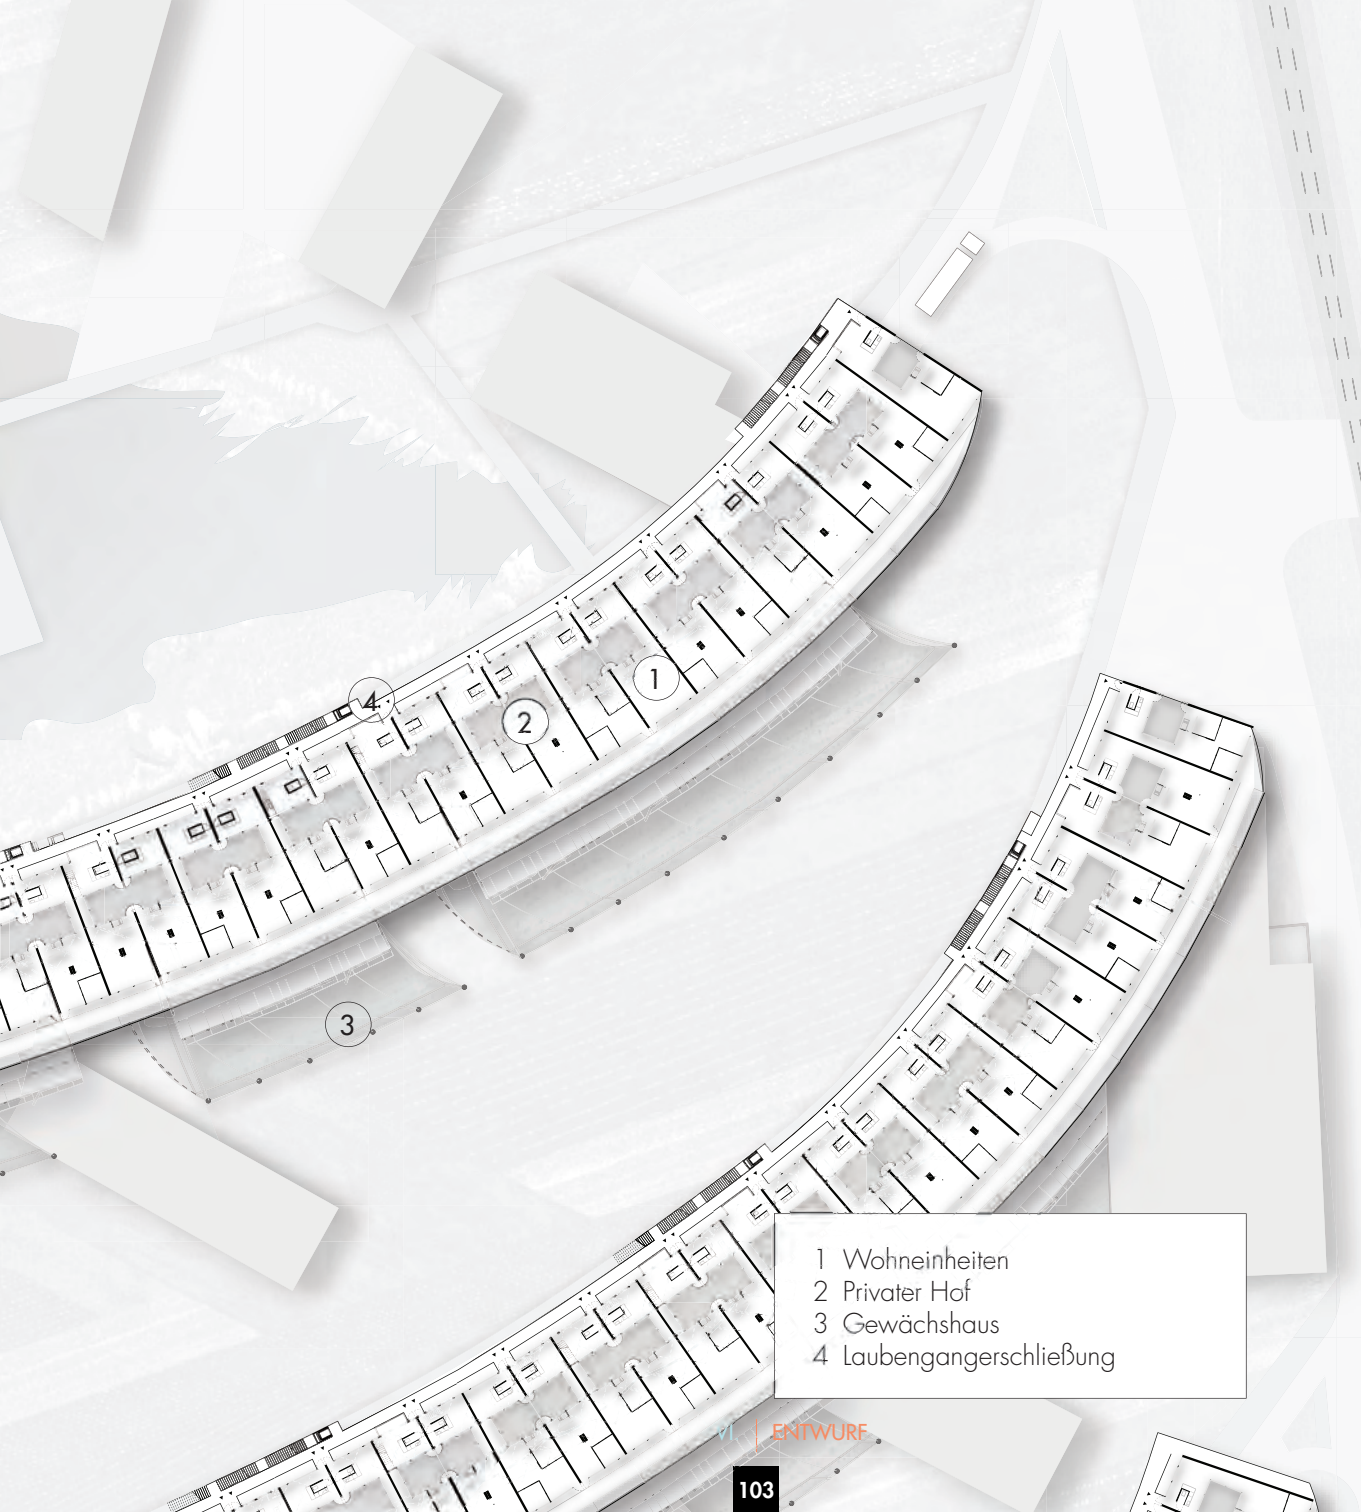 1
4
2
3
1 Wohneinheiten
2 Privater Hof
3 Gewächshaus
4 Laubengangerschließung
VI | ENTWURF
103